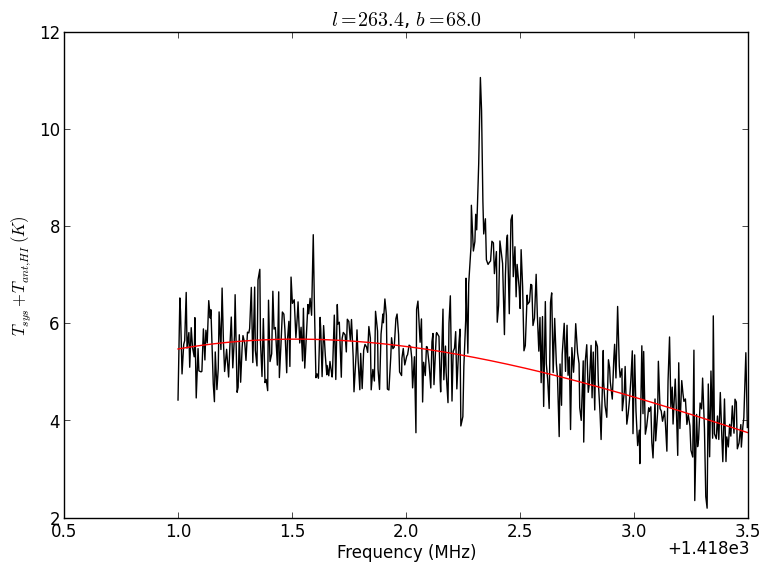 l = 263.4, b = 68.0
12
10
8
6
4
2
T_sys + T_ant,HI (K)
0.5 1.0 1.5 2.0 2.5 3.0 3.5
Frequency (MHz)
+1.418e3